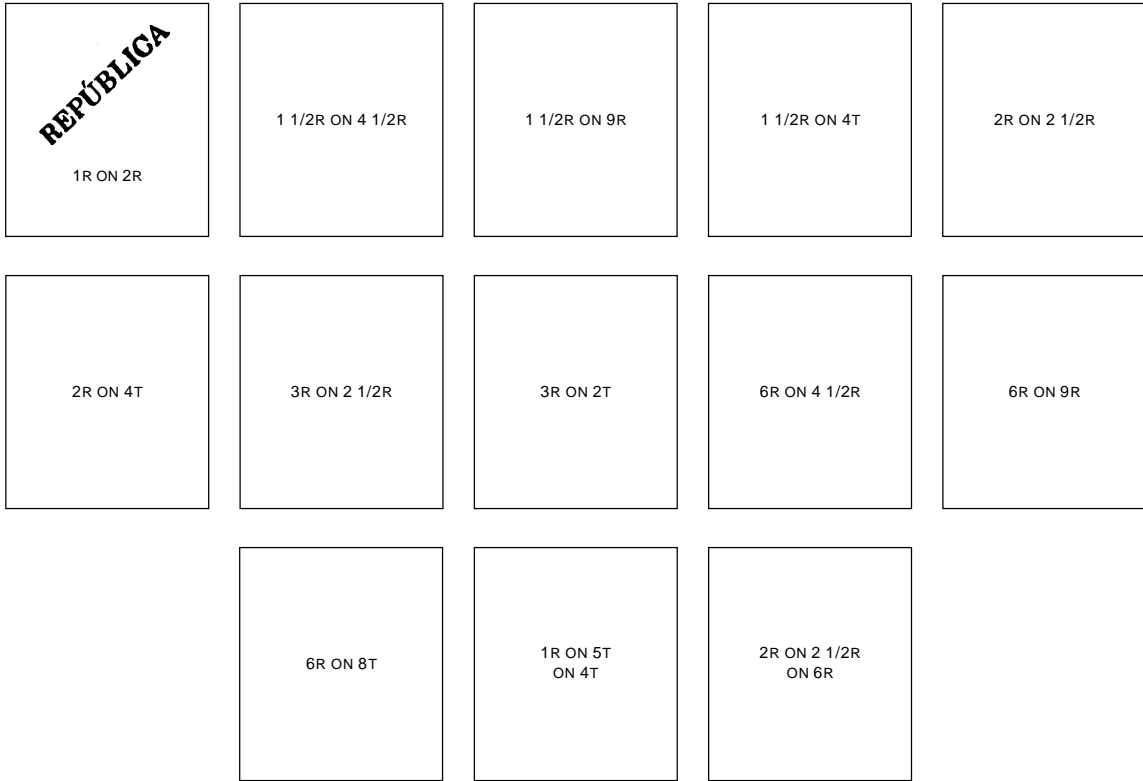 REPÚBLICA
1R ON 2R
1 1/2R ON 4 1/2R
1 1/2R ON 9R
1 1/2R ON 4T
2R ON 2 1/2R
2R ON 4T
3R ON 2 1/2R
3R ON 2T
6R ON 4 1/2R
6R ON 9R
6R ON 8T
1R ON 5T
ON 4T
2R ON 2 1/2R
ON 6R